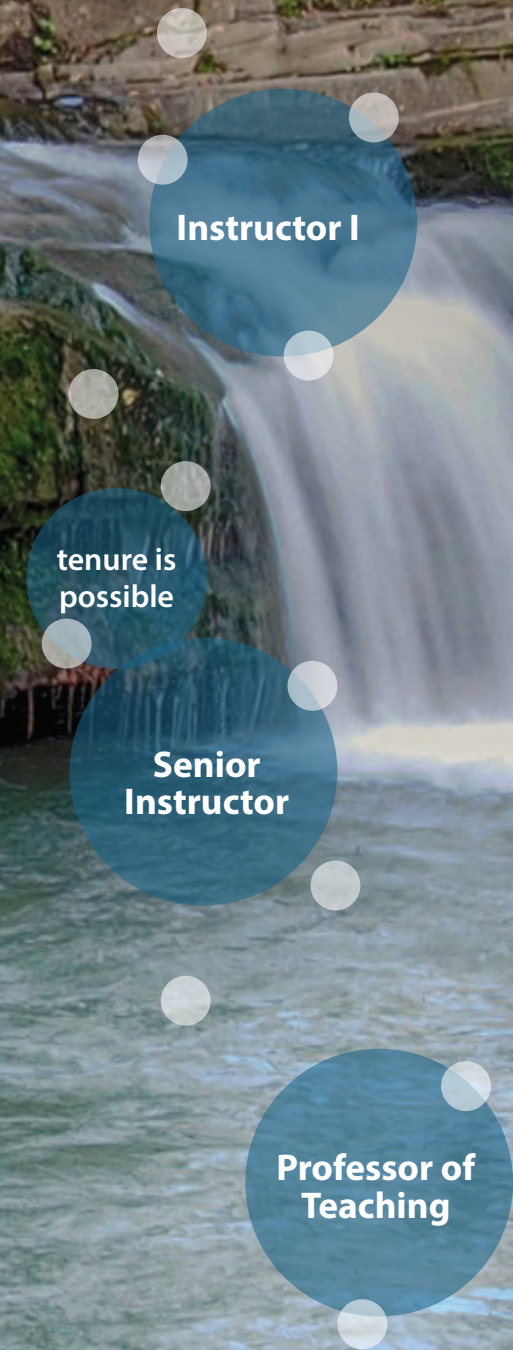 Instructor I
tenure is
possible
Senior
Instructor
Professor of
Teaching